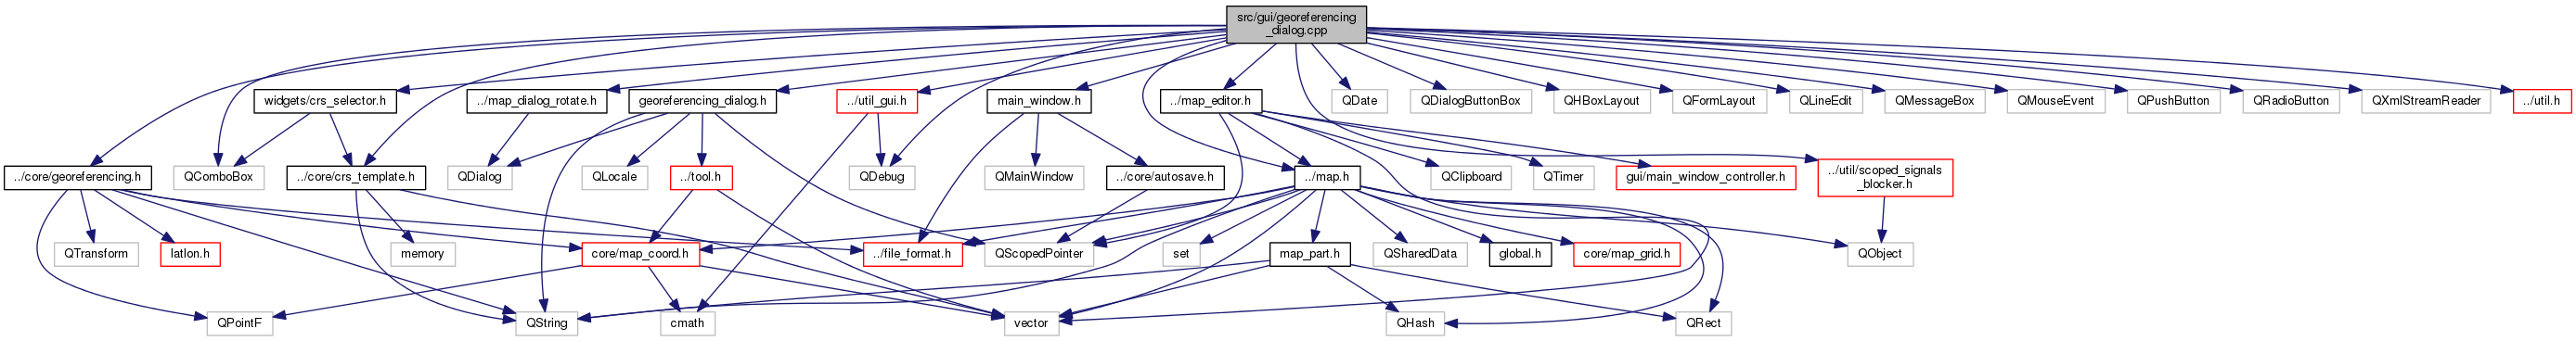 src/gui/georeferencing
_dialog.cpp
widgets/crs_selector.h
../map_dialog_rotate.h
georeferencing_dialog.h
../util_gui.h
main_window.h
../map_editor.h
QDate
QDialogButtonBox
QHBoxLayout
QFormLayout
QLineEdit
QMessageBox
QMouseEvent
QPushButton
QRadioButton
QXmlStreamReader
../util.h
../core/georeferencing.h
QComboBox
../core/crs_template.h
QDialog
QLocale
../tool.h
QDebug
QMainWindow
../core/autosave.h
../map.h
QClipboard
QTimer
gui/main_window_controller.h
../util/scoped_signals
_blocker.h
QTransform
latlon.h
memory
core/map_coord.h
../file_format.h
QScopedPointer
set
map_part.h
QSharedData
global.h
core/map_grid.h
QObject
QPointF
QString
cmath
vector
QHash
QRect